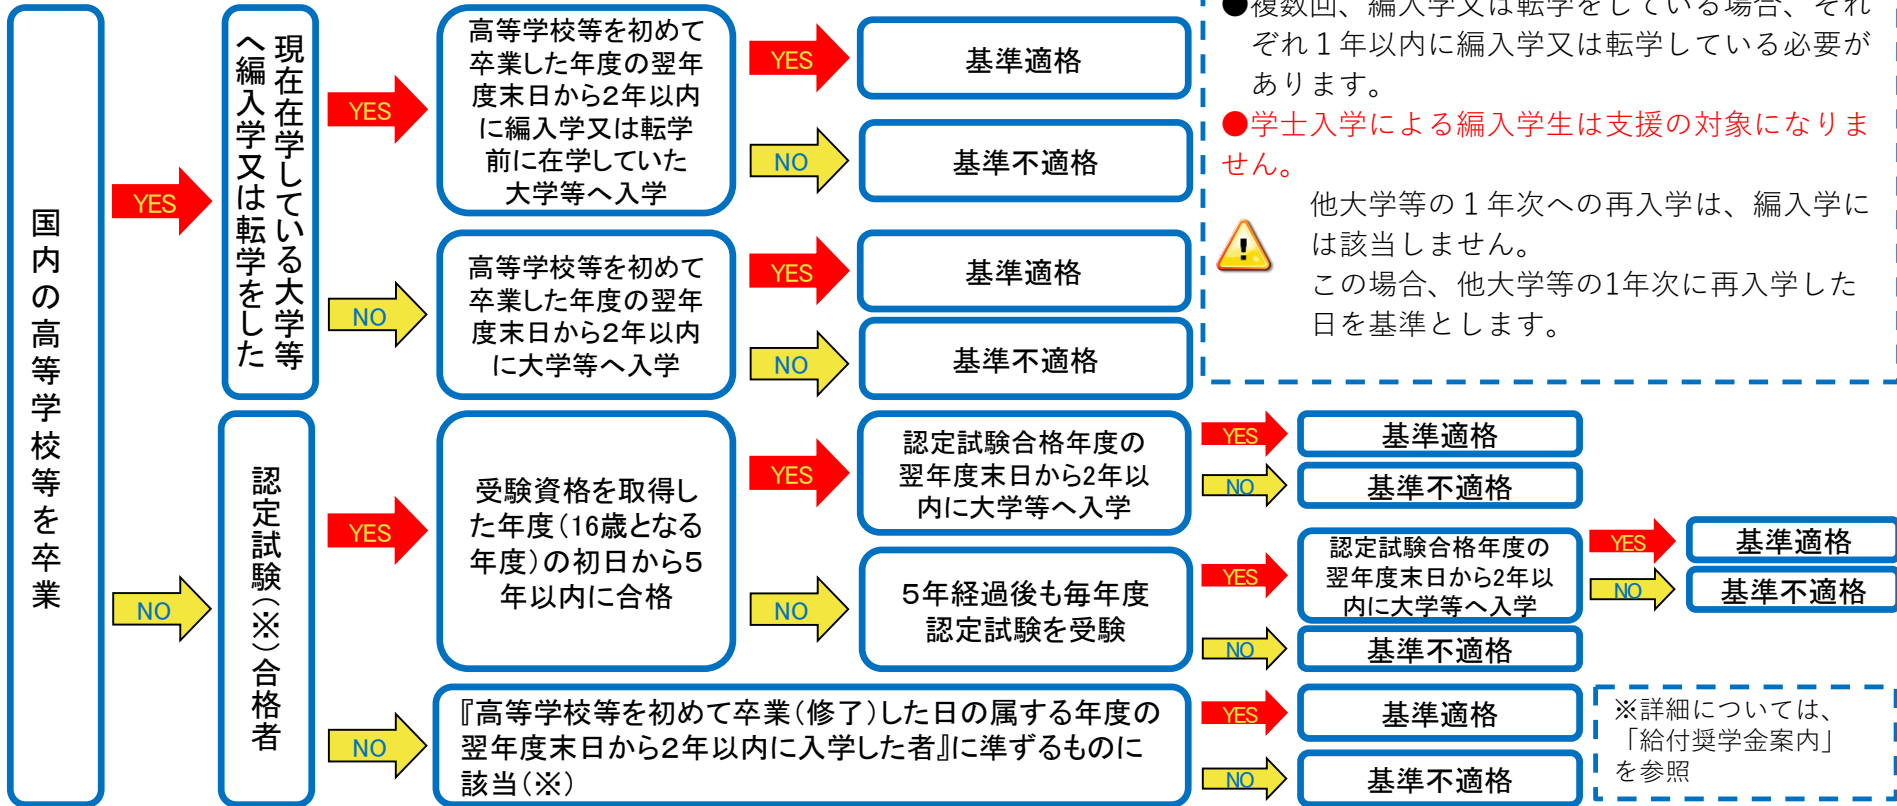 国内の高等学校等を卒業
YES
NO
現在在学している大学等
へ編入学又は転学をした
YES
高等学校等を初めて
卒業した年度の翌年
度末日から2年以内
に編入学又は転学
前に在学していた
大学等へ入学
YES
基準適格
NO
基準不適格
NO
高等学校等を初めて
卒業した年度の翌年
度末日から2年以内
に大学等へ入学
YES
基準適格
NO
基準不適格
認定試験(※)合格者
YES
受験資格を取得し
た年度(16歳となる
年度)の初日から5
年以内に合格
YES
認定試験合格年度の
翌年度末日から2年以
内に大学等へ入学
YES
基準適格
NO
基準不適格
NO
5年経過後も毎年度
認定試験を受験
YES
認定試験合格年度の
翌年度末日から2年以
内に大学等へ入学
YES
基準適格
NO
基準不適格
NO
基準不適格
NO
『高等学校等を初めて卒業(修了)した日の属する年度の
翌年度末日から2年以内に入学した者』に準ずるものに
該当(※)
YES
基準適格
NO
基準不適格
●複数回、編入学又は転学をしている場合、それ
ぞれ１年以内に編入学又は転学している必要が
あります。
●学士入学による編入学生は支援の対象になりま
せん。
他大学等の１年次への再入学は、編入学に
は該当しません。
この場合、他大学等の1年次に再入学した
日を基準とします。
※詳細については、
「給付奨学金案内」
を参照